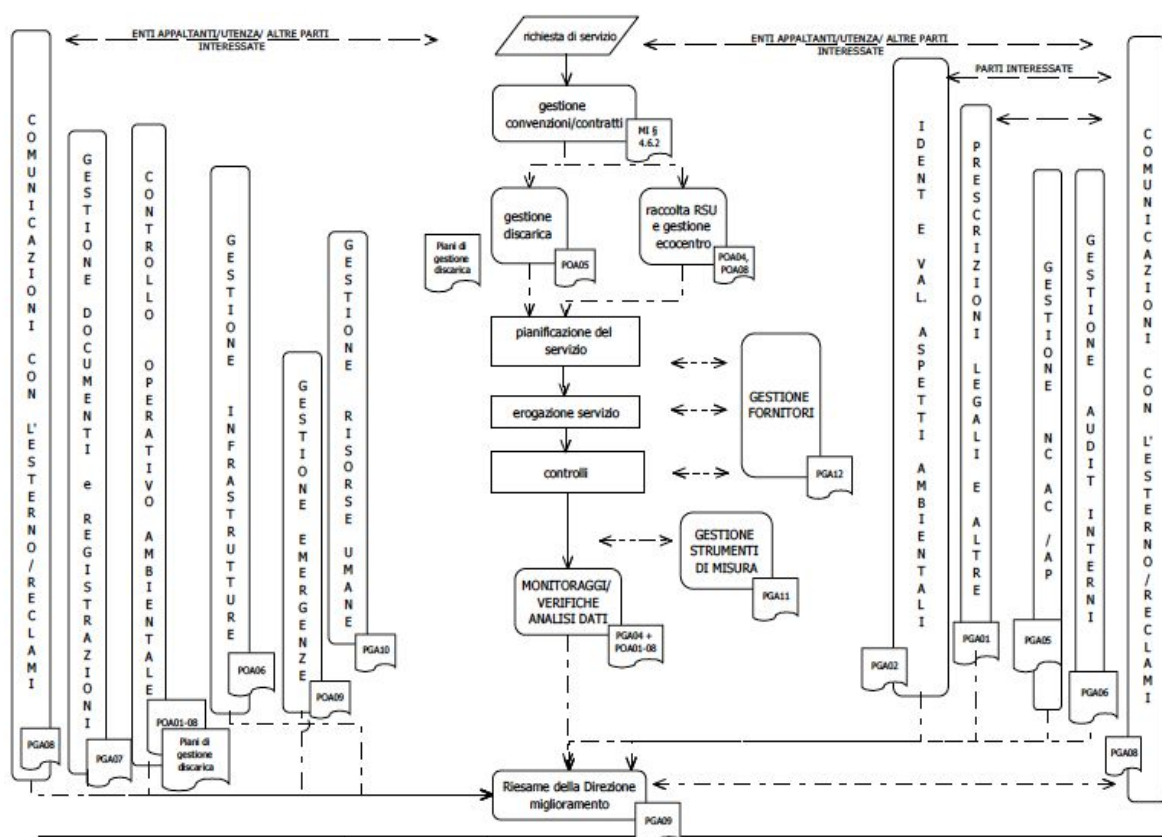 ENTI APPALTANTI/UTENZA/ ALTRE PARTI
INTERESSATE
richiesta di servizio
ENTI APPALTANTI/UTENZA/ ALTRE PARTI
INTERESSATE
PARTI INTERESSATE
gestione
convenzioni/contratti
MI §
4.6.2
gestione
discarica
POA05
Piani di
gestione
discarica
raccolta RSU
e gestione
ecocentro
POA04,
POA08
pianificazione del
servizio
erogazione servizio
controlli
GESTIONE
FORNITORI
PGA12
GESTIONE
STRUMENTI
DI MISURA
PGA11
MONITORAGGI/
VERIFICHE
ANALISI DATI
PGA04 +
POA01-08
Riesame della Direzione
miglioramento
PGA09
COMUNICAZIONI CON L'ESTERNO/RECLAMI
PGA08
GESTIONE DOCUMENTI e REGISTRAZIONI
PGA07
CONTROLLO OPERATIVO AMBIENTALE
POA01-08
Piani di
gestione
discarica
GESTIONE INFRASTRUTTURE
POA06
GESTIONE EMERGENZE
POA09
GESTIONE RISORSE UMANE
PGA10
IDENT E VAL. ASPETTI AMBIENTALI
PGA02
PRESCRIZIONI LEGALI E ALTRE
PGA01
GESTIONE NC AC /AP
PGA05
GESTIONE AUDIT INTERNI
PGA06
COMUNICAZIONI CON L'ESTERNO/RECLAMI
PGA08